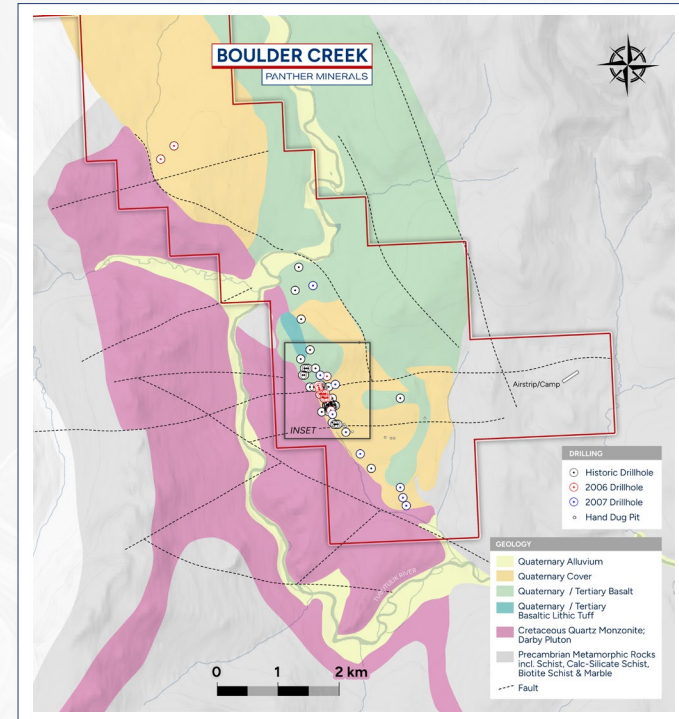 BOULDER CREEK
PANTHER MINERALS
Airstrip/Camp
INSET
DRILLING
Historic Drillhole
2006 Drillhole
2007 Drillhole
Hand Dug Pit
GEOLOGY
Quaternary Alluvium
Quaternary Cover
Quaternary / Tertiary Basalt
Quaternary / Tertiary
Basaltic Lithic Tuff
Cretaceous Quartz Monzonite;
Darby Pluton
Precambrian Metamorphic Rocks
incl. Schist, Calc-Silicate Schist,
Biotite Schist & Marble
Fault
RIVER
0 1 2 km